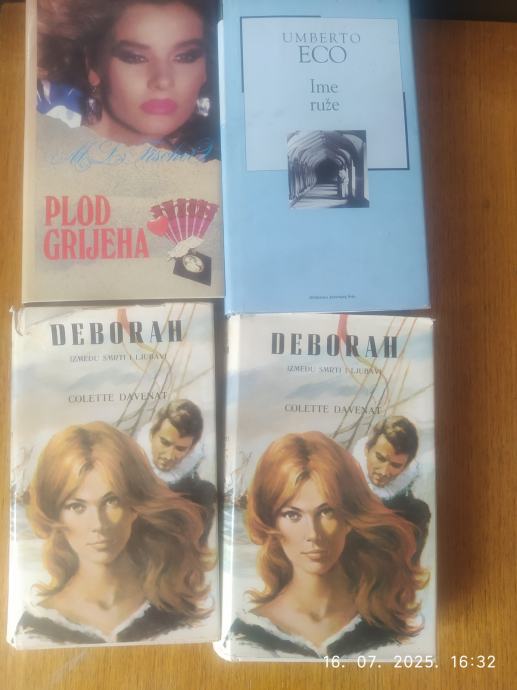 M. L. Fischer
PLOD
GRIJEHA
UMBERTO
ECO
Ime
ruže
DEBORAH
IZMEĐU SMRTI I LJUBAVI
COLETTE DAVENAT
DEBORAH
IZMEĐU SMRTI I LJUBAVI
COLETTE DAVENAT
16. 07. 2025. 16:32